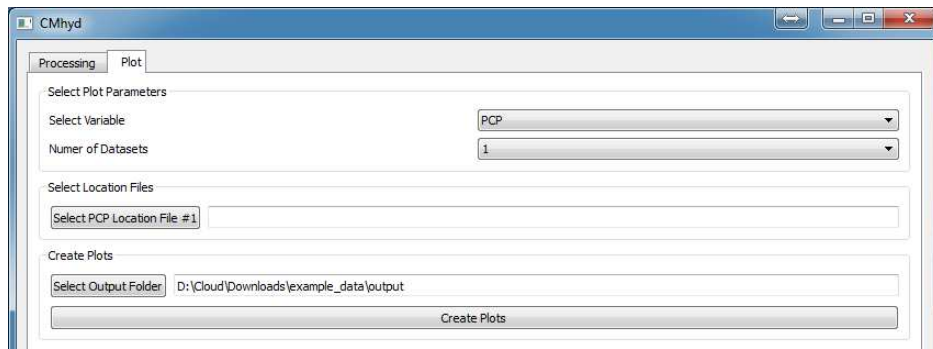 CMhyd
Processing Plot
Select Plot Parameters
Select Variable PCP
Numer of Datasets 1
Select Location Files
Select PCP Location File #1
Create Plots
Select Output Folder D:\Cloud\Downloads\example_data\output
Create Plots